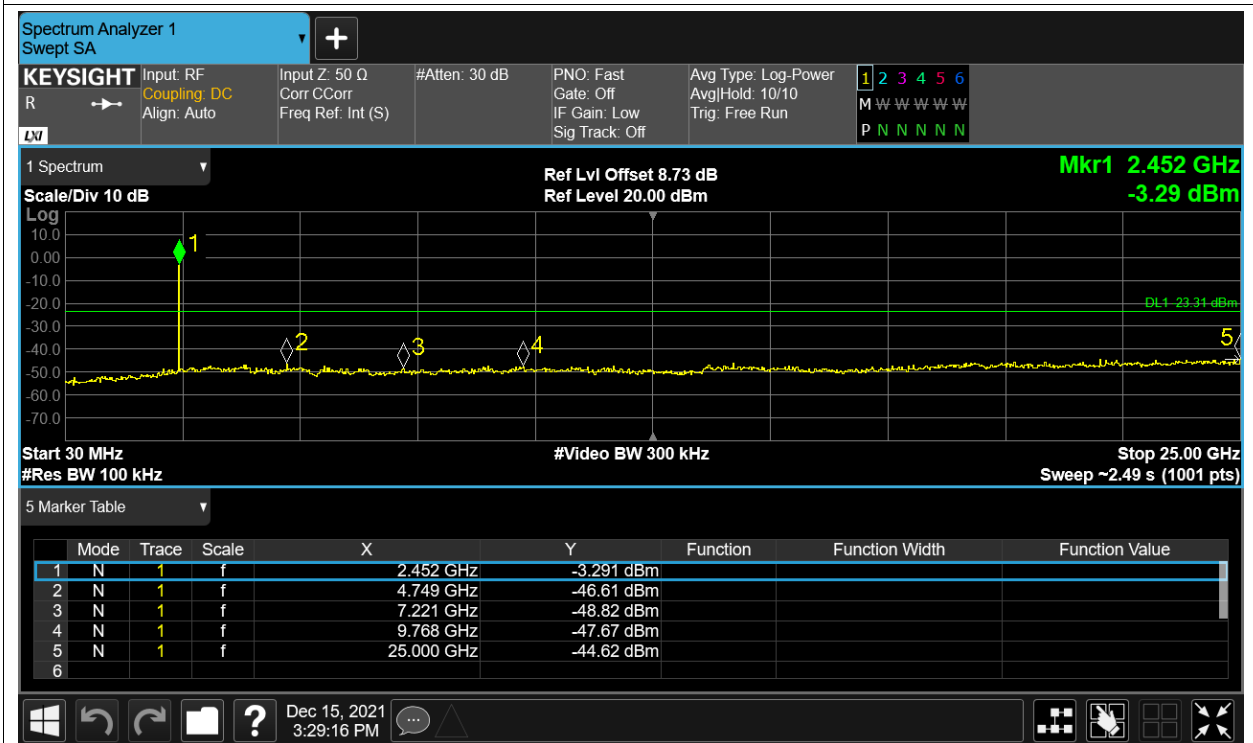 Spectrum Analyzer 1
Swept SA
KEYSIGHT Input: RF Input Z: 50 Ω #Atten: 30 dB PNO: Fast Avg Type: Log-Power 1 2 3 4 5 6
R Coupling: DC Corr CCorr Gate: Off Avg|Hold: 10/10 M W W W W W W
Align: Auto Freq Ref: Int (S) IF Gain: Low Trig: Free Run
LXI Sig Track: Off P N N N N N N
1 Spectrum Ref Lvl Offset 8.73 dB Mkr1 2.452 GHz
Scale/Div 10 dB Ref Level 20.00 dBm -3.29 dBm
Log
10.0
1
0.00
-10.0
-20.0
DL1 -23.31 dBm
-30.0
2 3 4 5
-40.0
-50.0
-60.0
-70.0
Start 30 MHz #Video BW 300 kHz Stop 25.00 GHz
#Res BW 100 kHz Sweep ~2.49 s (1001 pts)
5 Marker Table
Mode Trace Scale X Y Function Function Width Function Value
1 N 1 f 2.452 GHz -3.291 dBm
2 N 1 f 4.749 GHz -46.61 dBm
3 N 1 f 7.221 GHz -48.82 dBm
4 N 1 f 9.768 GHz -47.67 dBm
5 N 1 f 25.000 GHz -44.62 dBm
6
? Dec 15, 2021
3:29:16 PM